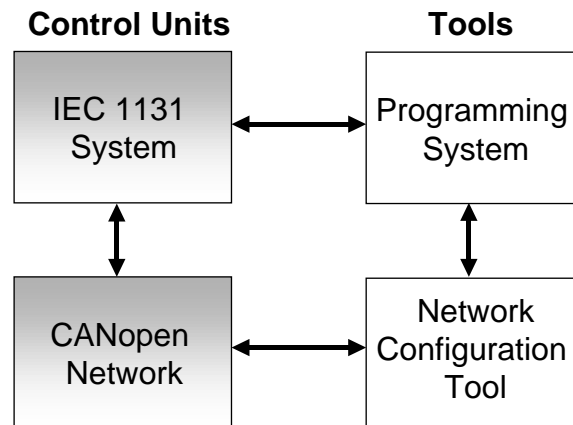 Control Units
Tools
IEC 1131
System
Programming
System
CANopen
Network
Network
Configuration
Tool